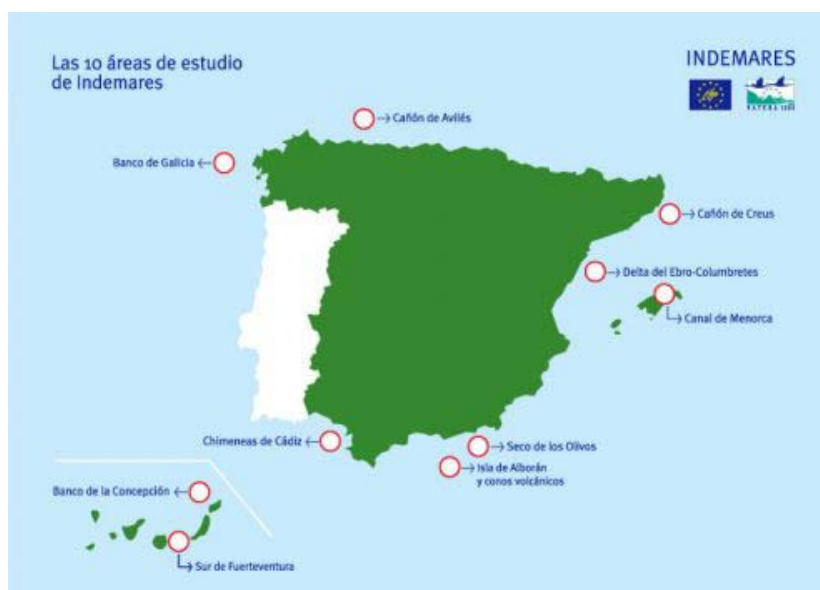 Las 10 áreas de estudio
de Indemares
INDEMARES
NATURA 2000
Cañón de Avilés
Banco de Galicia
Cañón de Creus
Delta del Ebro-Columbretes
Canal de Menorca
Chimeneas de Cádiz
Seco de los Olivos
Isla de Alborán
y conos volcánicos
Banco de la Concepción
Sur de Fuerteventura